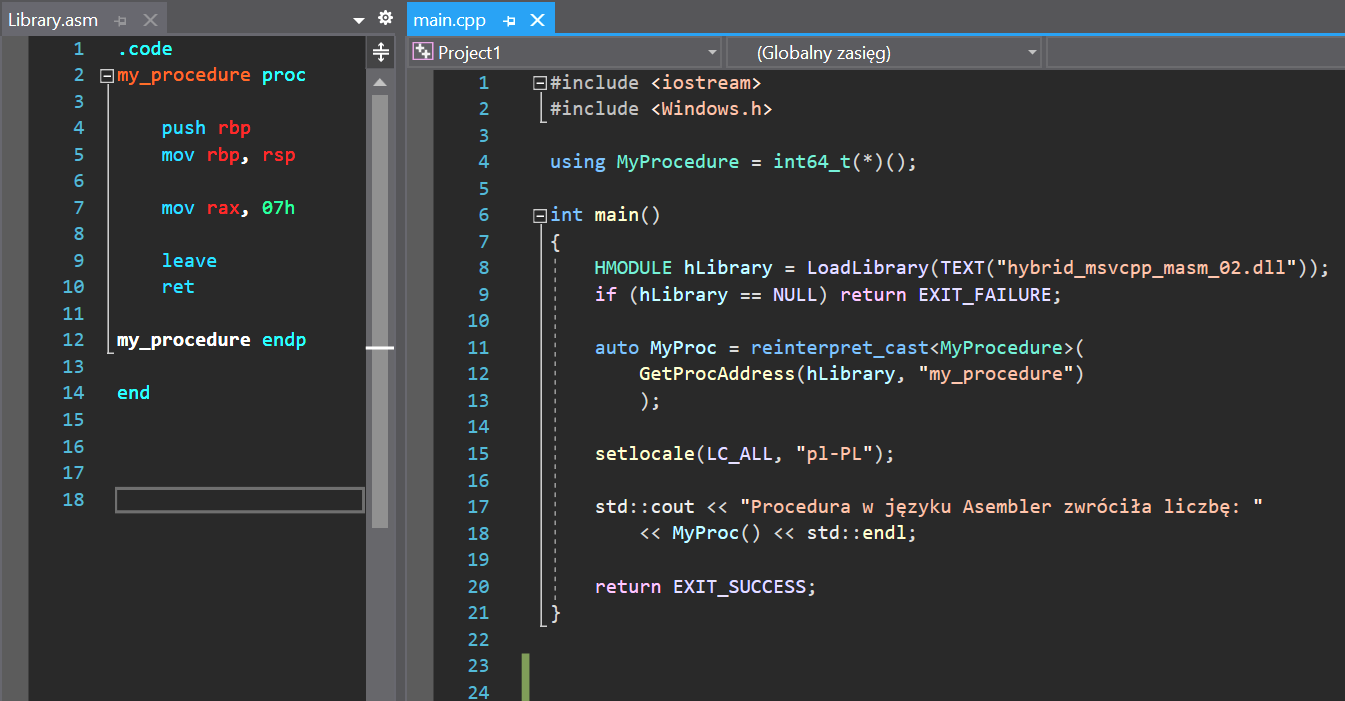 Library.asm
1 .code
2 my_procedure proc
3
4 push rbp
5 mov rbp, rsp
6
7 mov rax, 07h
8
9 leave
10 ret
11
12 my_procedure endp
13
14 end
15
16
17
18
main.cpp
Project1 (Globalny zasięg)
1 #include <iostream>
2 #include <Windows.h>
3
4 using MyProcedure = int64_t(*)();
5
6 int main()
7 {
8 HMODULE hLibrary = LoadLibrary(TEXT("hybrid_msvcpp_masm_02.dll"));
9 if (hLibrary == NULL) return EXIT_FAILURE;
10
11 auto MyProc = reinterpret_cast<MyProcedure>(
12 GetProcAddress(hLibrary, "my_procedure")
13 );
14
15 setlocale(LC_ALL, "pl-PL");
16
17 std::cout << "Procedura w języku Asembler zwróciła liczbę: "
18 << MyProc() << std::endl;
19
20 return EXIT_SUCCESS;
21 }
22
23
24